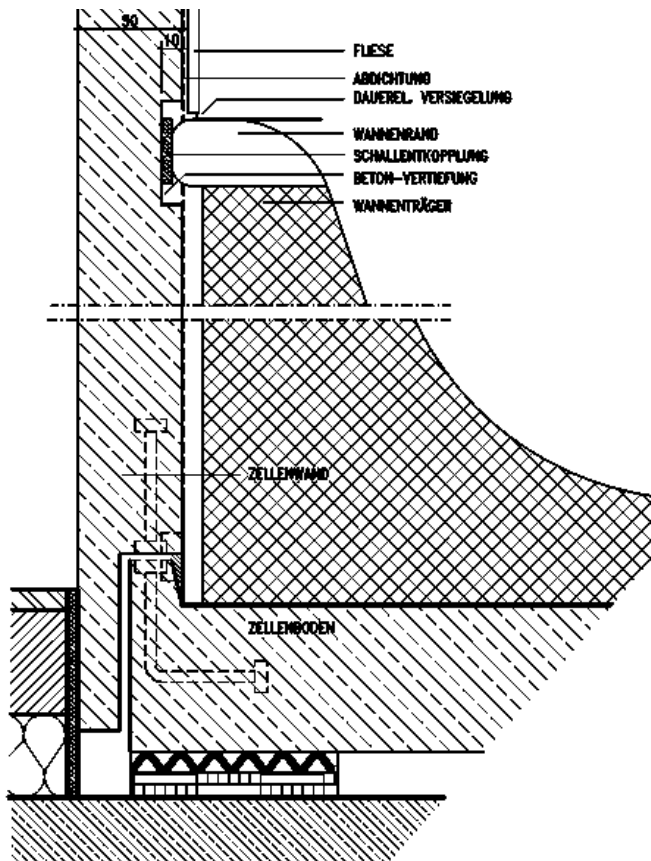 50
10
FLIESE
ABDICHTUNG
DAUEREL. VERSIEGELUNG
WANNENRAND
SCHALLENTKOPPLUNG
BETON-VERTIEFUNG
WANNENTRÄGER
ZELLENWAND
ZELLENBODEN